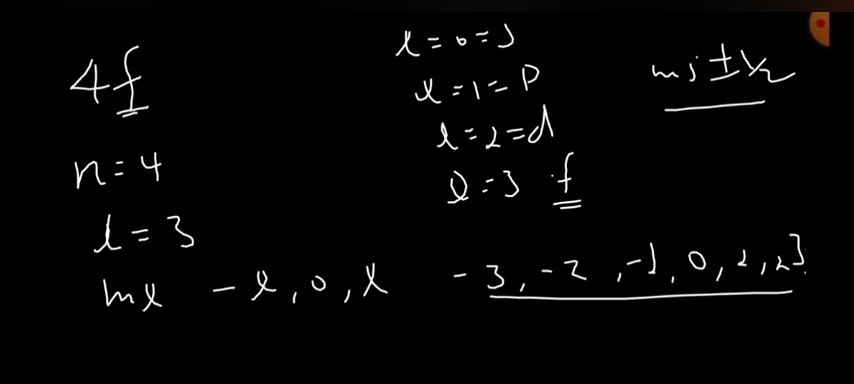 4f
n = 4
l = 3
ml - l, 0, l
l = 0 = s
l = 1 = p
l = 2 = d
l = 3 f
ms ± 1/2
- 3, -2, -1, 0, 1, 2, 3